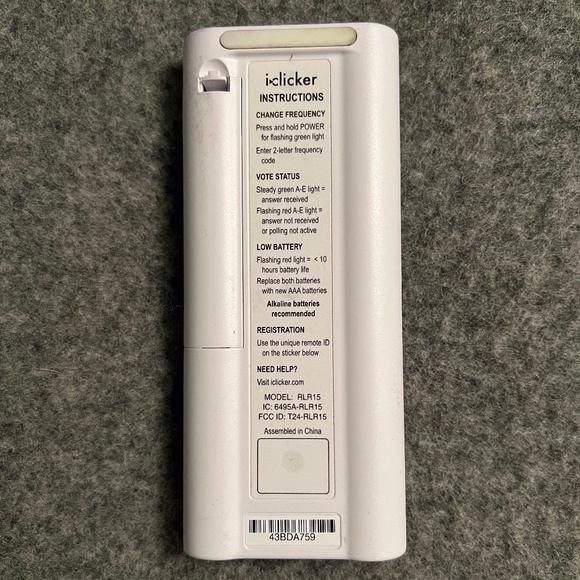 i>clicker
INSTRUCTIONS
CHANGE FREQUENCY
Press and hold POWER
for flashing green light
Enter 2-letter frequency
code
VOTE STATUS
Steady green A-E light =
answer received
Flashing red A-E light =
answer not received
or polling not active
LOW BATTERY
Flashing red light = < 10
hours battery life
Replace both batteries
with new AAA batteries
Alkaline batteries
recommended
REGISTRATION
Use the unique remote ID
on the sticker below
NEED HELP?
Visit iclicker.com
MODEL: RLR15
IC: 6495A-RLR15
FCC ID: T24-RLR15
Assembled in China
43BDA759